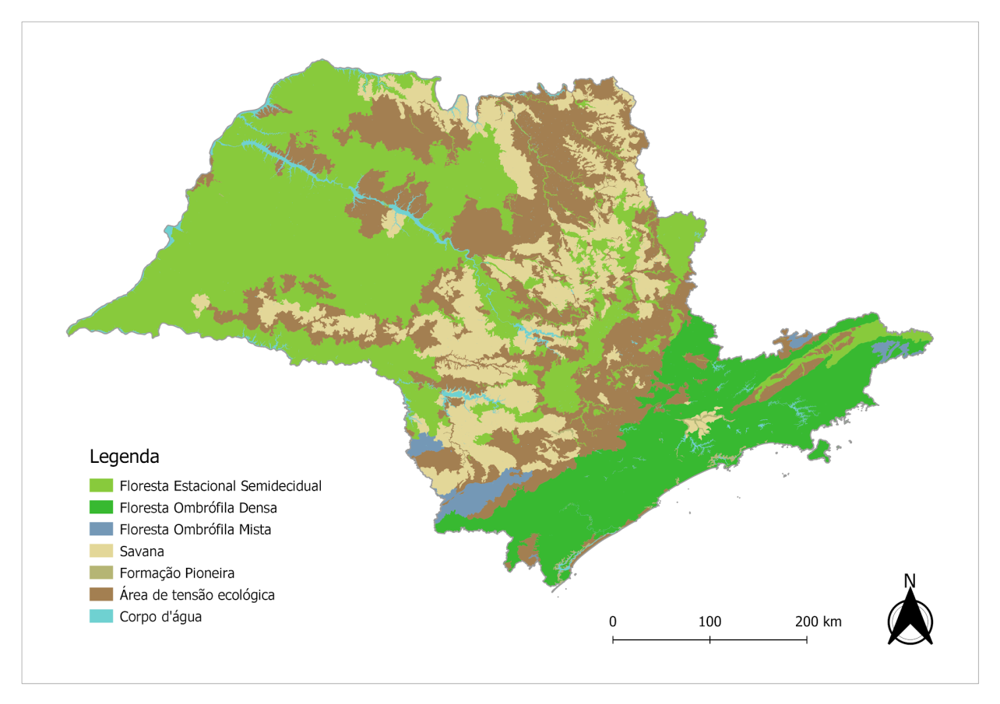 Legenda
Floresta Estacional Semidecidual
Floresta Ombrófila Densa
Floresta Ombrófila Mista
Savana
Formação Pioneira
Área de tensão ecológica
Corpo d'água
0 100 200 km
N